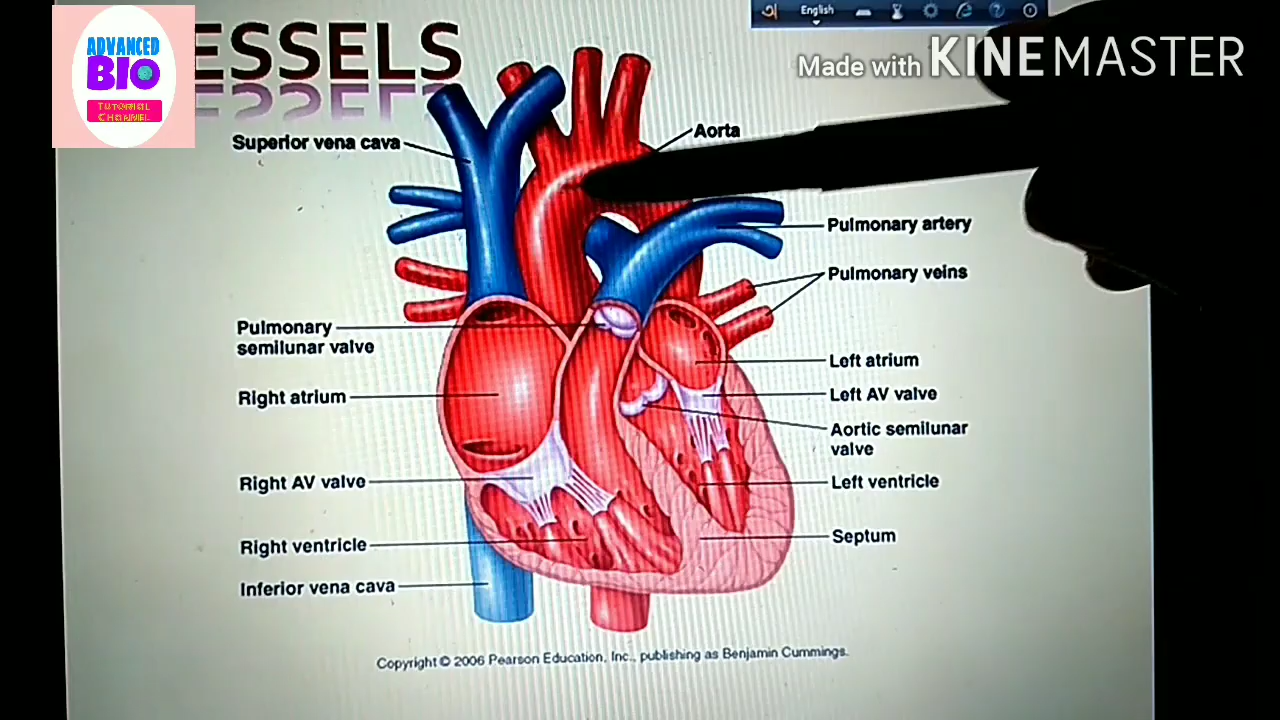 ESSELS
ADVANCED
BIO
TUTORIAL
CHANNEL
English
Made with KINEMASTER
Superior vena cava
Aorta
Pulmonary artery
Pulmonary veins
Pulmonary
semilunar valve
Left atrium
Right atrium
Left AV valve
Aortic semilunar
valve
Right AV valve
Left ventricle
Right ventricle
Septum
Inferior vena cava
Copyright © 2006 Pearson Education, Inc., publishing as Benjamin Cummings.